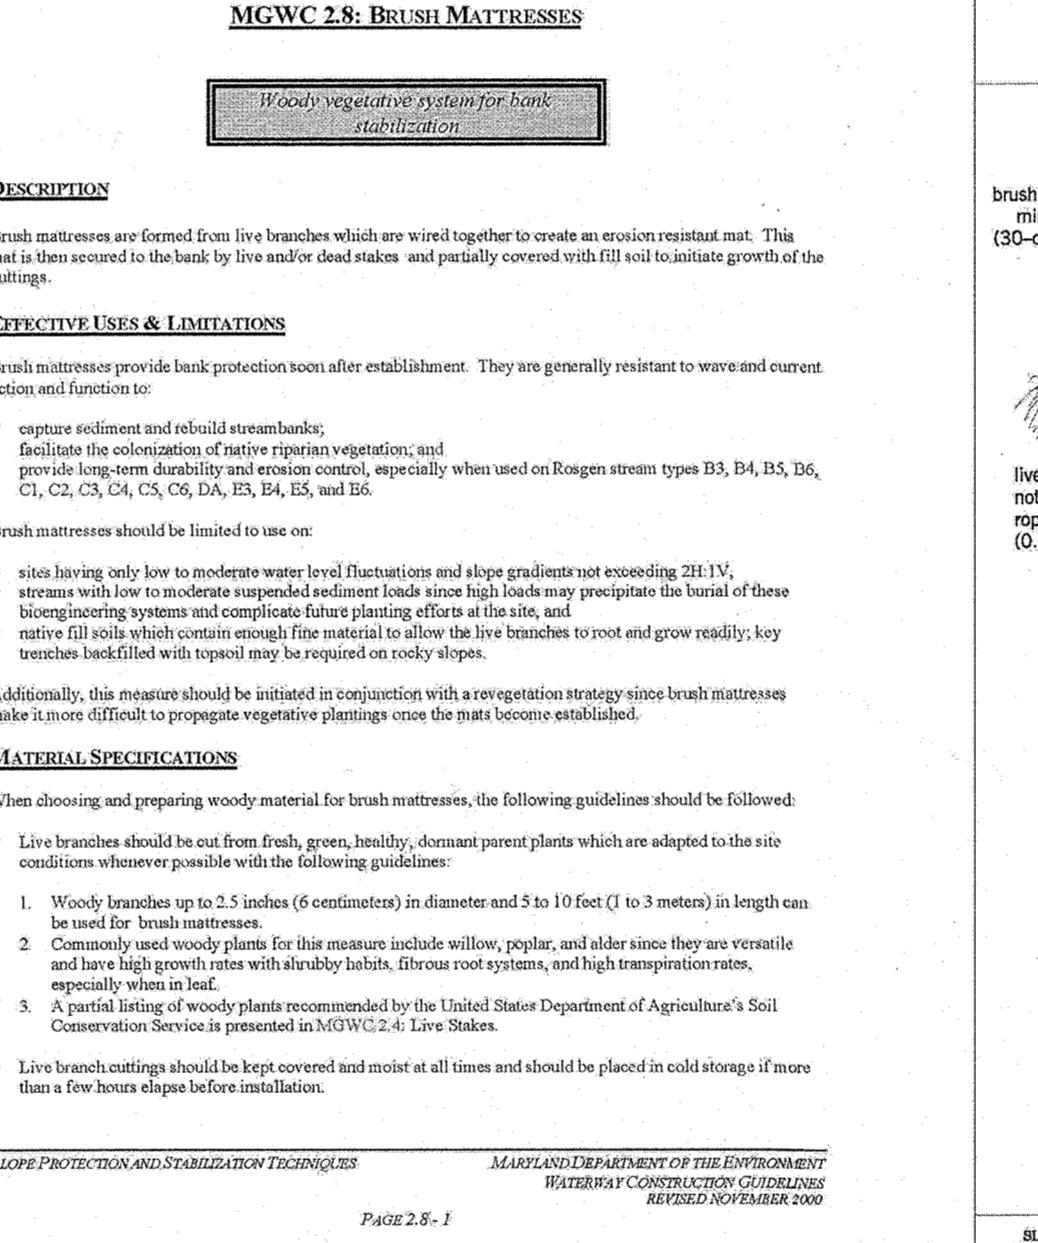 MGWC 2.8: BRUSH MATTRESSES
Woody vegetative system for bank
stabilization
DESCRIPTION
rush mattresses are formed from live branches which are wired together to create an erosion resistant mat. This
at is then secured to the bank by live and/or dead stakes and partially covered with fill soil to initiate growth of the
uttings.
EFFECTIVE USES & LIMITATIONS
rush mattresses provide bank protection soon after establishment. They are generally resistant to wave and current
ction and function to:
capture sediment and rebuild streambanks;
facilitate the colonization of native riparian vegetation; and
provide long-term durability and erosion control, especially when used on Rosgen stream types B3, B4, B5, B6,
C1, C2, C3, C4, C5, C6, DA, E3, E4, E5, and E6.
rush mattresses should be limited to use on:
sites having only low to moderate water level fluctuations and slope gradients not exceeding 2H:1V,
streams with low to moderate suspended sediment loads since high loads may precipitate the burial of these
bioengineering systems and complicate future planting efforts at the site, and
native fill soils which contain enough fine material to allow the live branches to root and grow readily; key
trenches backfilled with topsoil may be required on rocky slopes.
dditionally, this measure should be initiated in conjunction with a revegetation strategy since brush mattresses
ake it more difficult to propagate vegetative plantings once the mats become established.
MATERIAL SPECIFICATIONS
When choosing and preparing woody material for brush mattresses, the following guidelines should be followed:
Live branches should be cut from fresh, green, healthy, dormant parent plants which are adapted to the site
conditions whenever possible with the following guidelines:
1. Woody branches up to 2.5 inches (6 centimeters) in diameter and 5 to 10 feet (1 to 3 meters) in length can
be used for brush mattresses.
2. Commonly used woody plants for this measure include willow, poplar, and alder since they are versatile
and have high growth rates with shrubby habits, fibrous root systems, and high transpiration rates,
especially when in leaf.
3. A partial listing of woody plants recommended by the United States Department of Agriculture's Soil
Conservation Service is presented in MGWC 2.4: Live Stakes.
Live branch cuttings should be kept covered and moist at all times and should be placed in cold storage if more
than a few hours elapse before installation.
LOPE PROTECTION AND STABILIZATION TECHNIQUES
MARYLAND DEPARTMENT OF THE ENVIRONMENT
WATERWAY CONSTRUCTION GUIDELINES
REVISED NOVEMBER 2000
PAGE 2.8 - 1
brush
mi
(30-c
live
not
rop
(0.
SL